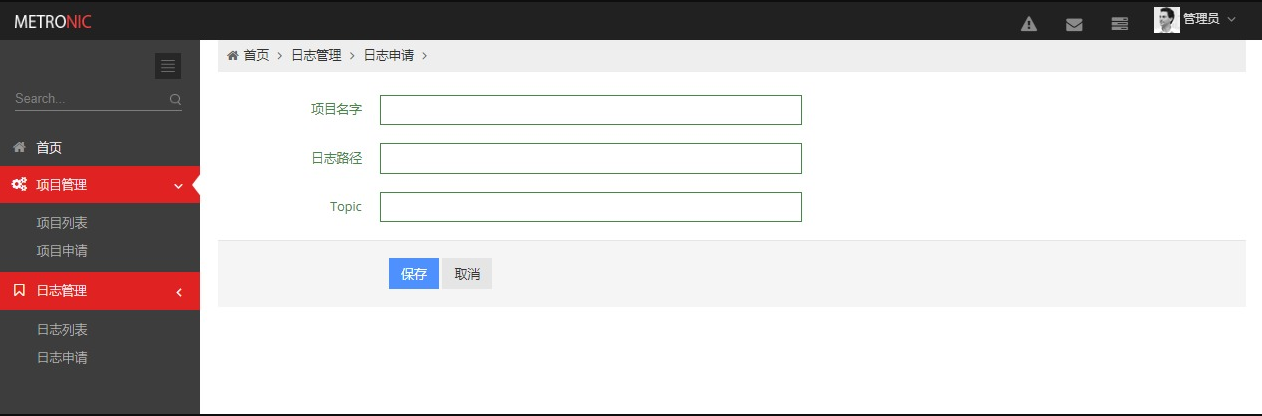 METRONIC
管理员
Search...
首页
项目管理
项目列表
项目申请
日志管理
日志列表
日志申请
首页 > 日志管理 > 日志申请 >
项目名字
日志路径
Topic
保存 取消